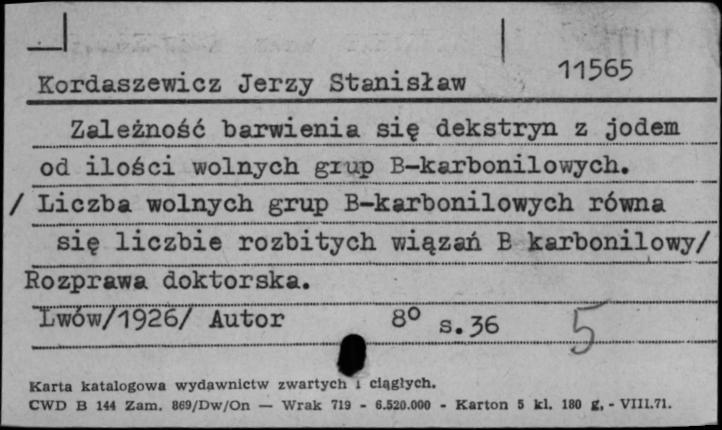 11565
Kordaszewicz Jerzy Stanisław
Zależność barwienia się dekstryn z jodem
od ilości wolnych grup B-karbonilowych.
/ Liczba wolnych grup B-karbonilowych równa
się liczbie rozbitych wiązań B karbonilowy/
Rozprawa doktorska.
Lwów/1926/ Autor 8° s.36 5
Karta katalogowa wydawnictw zwartych i ciągłych.
CWD B 144 Zam. 869/Dw/On — Wrak 719 - 6.520.000 - Karton 5 kl. 180 g. - VIII.71.